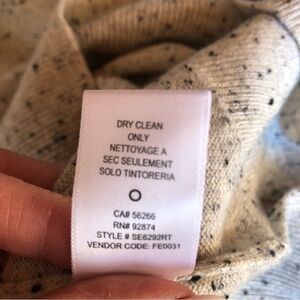 DRY CLEAN
ONLY
NETTOYAGE A
SEC SEULEMENT
SOLO TINTORERIA
CA# 56266
RN# 92874
STYLE # SE6292RT
VENDOR CODE: FE0031